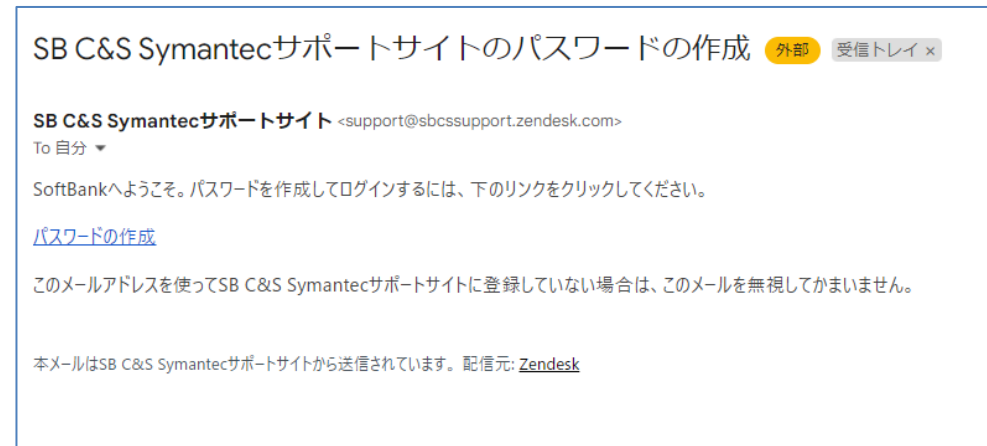 SB C&S Symantecサポートサイトのパスワードの作成 外部 受信トレイ ×
SB C&S Symantecサポートサイト <support@sbcssupport.zendesk.com>
To 自分 ▼
SoftBankへようこそ。パスワードを作成してログインするには、下のリンクをクリックしてください。
パスワードの作成
このメールアドレスを使ってSB C&S Symantecサポートサイトに登録していない場合は、このメールを無視してかまいません。
本メールはSB C&S Symantecサポートサイトから送信されています。配信元: Zendesk